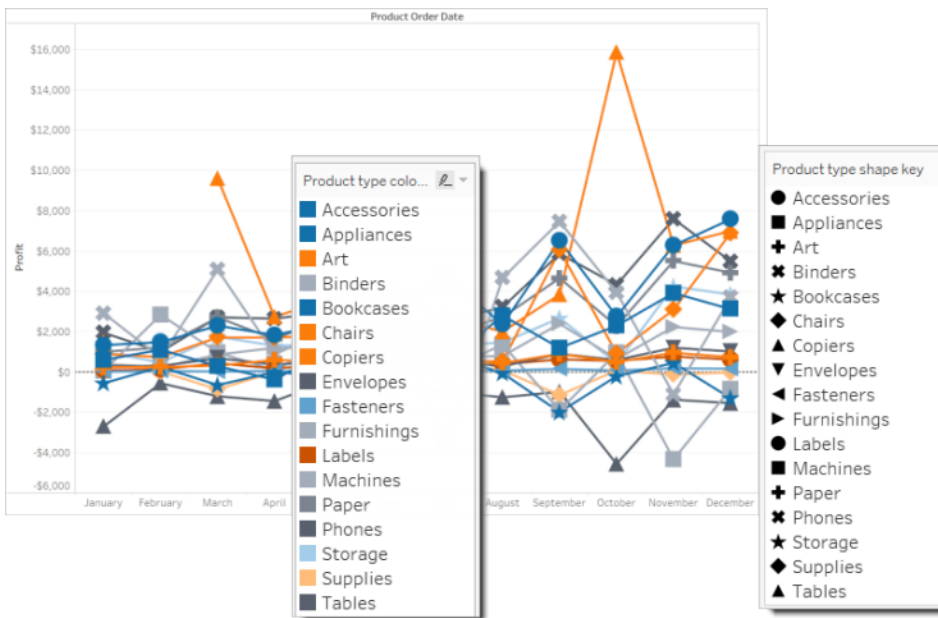 Product Order Date
Profit
$16,000
$14,000
$12,000
$10,000
$8,000
$6,000
$4,000
$2,000
$0
-$2,000
-$4,000
-$6,000
January February March April August September October November December
Product type colo...
Accessories
Appliances
Art
Binders
Bookcases
Chairs
Copiers
Envelopes
Fasteners
Furnishings
Labels
Machines
Paper
Phones
Storage
Supplies
Tables
Product type shape key
Accessories
Appliances
Art
Binders
Bookcases
Chairs
Copiers
Envelopes
Fasteners
Furnishings
Labels
Machines
Paper
Phones
Storage
Supplies
Tables